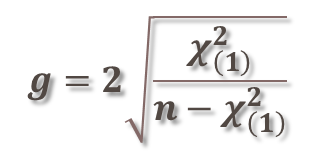 g = 2 √(χ²₍₁₎ / (n − χ²₍₁₎))